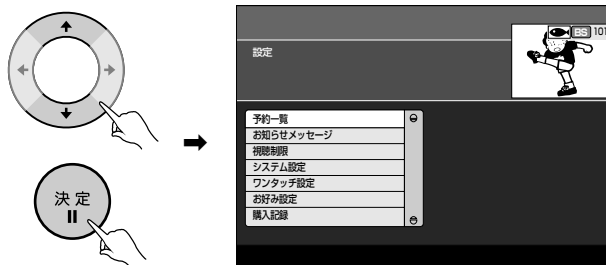 決定
設定
BS 101
予約一覧
お知らせメッセージ
視聴制限
システム設定
ワンタッチ設定
お好み設定
購入記録